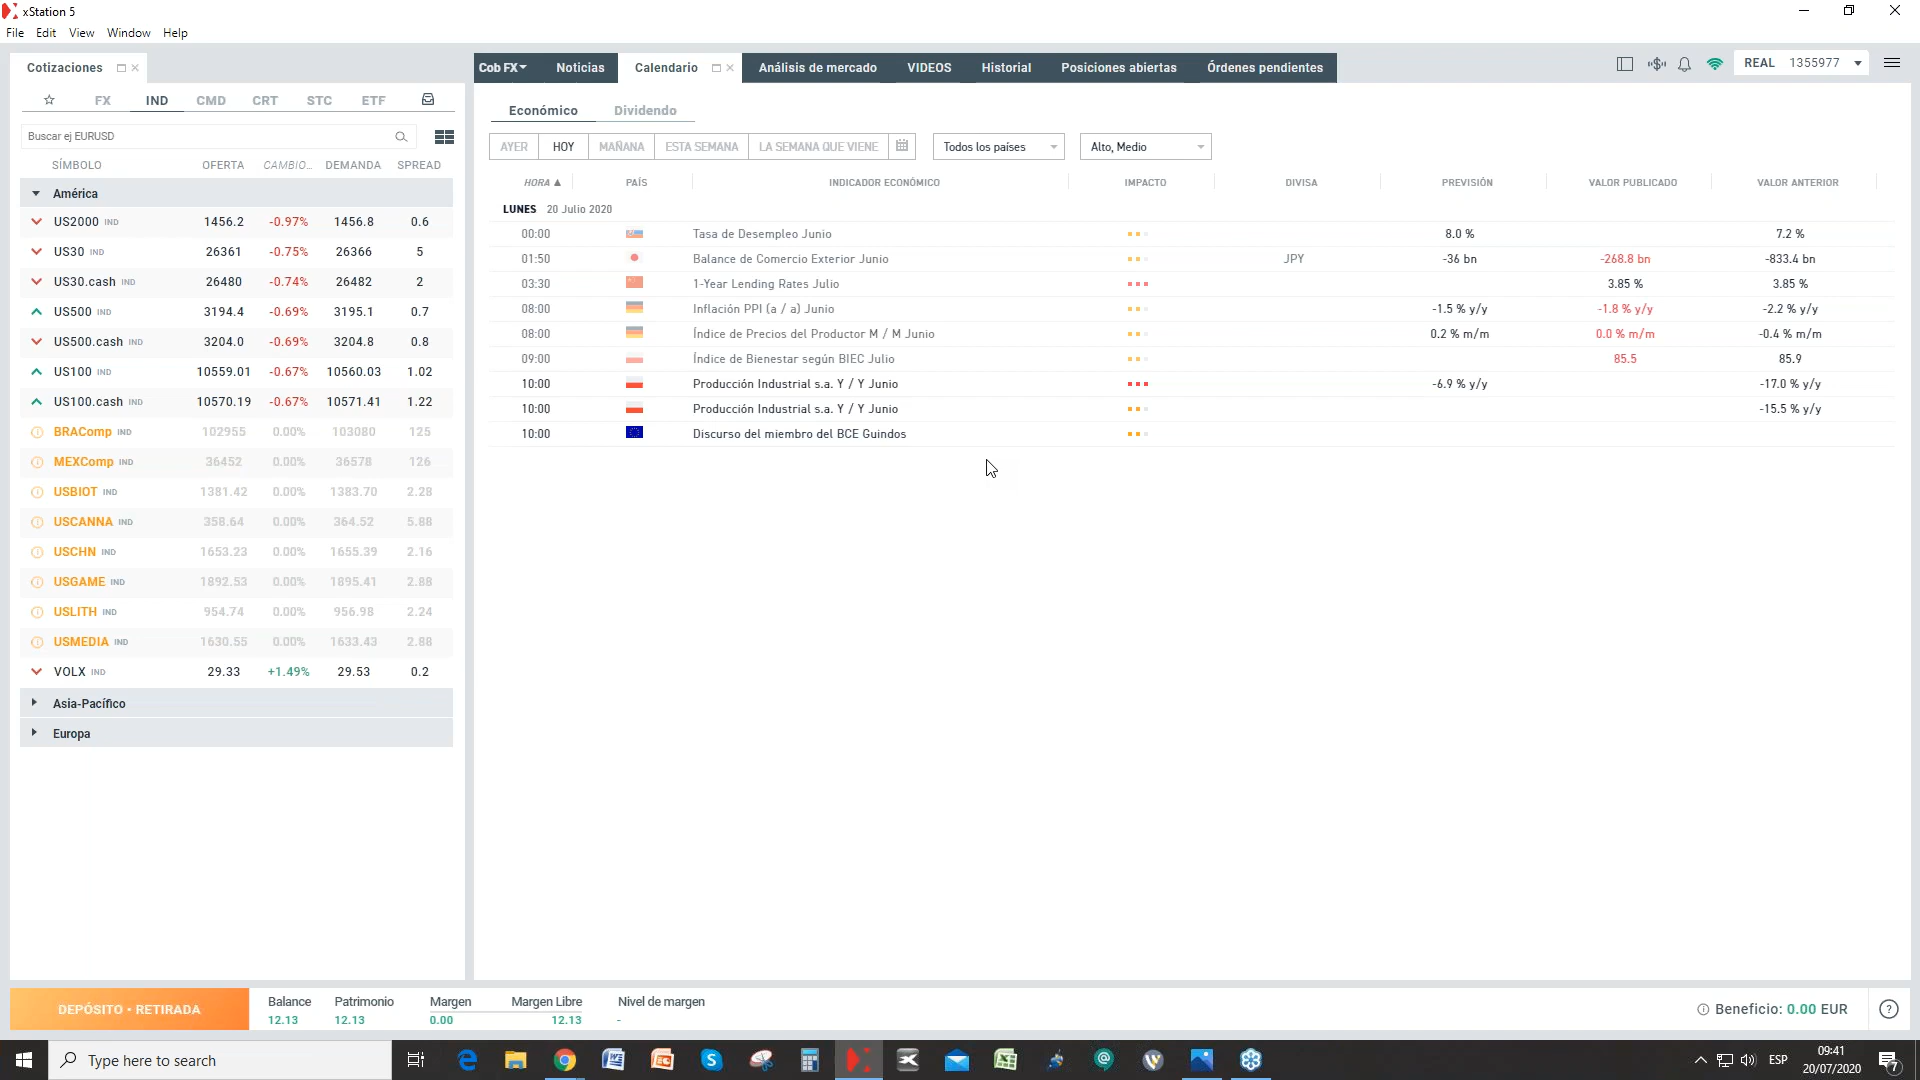 xStation 5
File Edit View Window Help
Cotizaciones
FX IND CMD CRT STC ETF
Buscar ej EURUSD
SÍMBOLO OFERTA CAMBIO... DEMANDA SPREAD
América
US2000 IND 1456.2 -0.97% 1456.8 0.6
US30 IND 26361 -0.75% 26366 5
US30.cash IND 26480 -0.74% 26482 2
US500 IND 3194.4 -0.69% 3195.1 0.7
US500.cash IND 3204.0 -0.69% 3204.8 0.8
US100 IND 10559.01 -0.67% 10560.03 1.02
US100.cash IND 10570.19 -0.67% 10571.41 1.22
BRAComp IND 102955 0.00% 103080 125
MEXComp IND 36452 0.00% 36578 126
USBIOT IND 1381.42 0.00% 1383.70 2.28
USCANNA IND 358.64 0.00% 364.52 5.88
USCHN IND 1653.23 0.00% 1655.39 2.16
USGAME IND 1892.53 0.00% 1895.41 2.88
USLITH IND 954.74 0.00% 956.98 2.24
USMEDIA IND 1630.55 0.00% 1633.43 2.88
VOLX IND 29.33 +1.49% 29.53 0.2
Asia-Pacífico
Europa
Cob FX Noticias Calendario Análisis de mercado VIDEOS Historial Posiciones abiertas Órdenes pendientes
REAL 1355977
Económico Dividendo
AYER HOY MAÑANA ESTA SEMANA LA SEMANA QUE VIENE Todos los países Alto, Medio
HORA PAÍS INDICADOR ECONÓMICO IMPACTO DIVISA PREVISIÓN VALOR PUBLICADO VALOR ANTERIOR
LUNES 20 Julio 2020
00:00 Tasa de Desempleo Junio 8.0 % 7.2 %
01:50 Balance de Comercio Exterior Junio JPY -36 bn -268.8 bn -833.4 bn
03:30 1-Year Lending Rates Julio 3.85 % 3.85 %
08:00 Inflación PPI (a / a) Junio -1.5 % y/y -1.8 % y/y -2.2 % y/y
08:00 Índice de Precios del Productor M / M Junio 0.2 % m/m 0.0 % m/m -0.4 % m/m
09:00 Índice de Bienestar según BIEC Julio 85.5 85.9
10:00 Producción Industrial s.a. Y / Y Junio -6.9 % y/y -17.0 % y/y
10:00 Producción Industrial s.a. Y / Y Junio -15.5 % y/y
10:00 Discurso del miembro del BCE Guindos
DEPÓSITO • RETIRADA
Balance Patrimonio Margen Margen Libre Nivel de margen
12.13 12.13 0.00 12.13 -
Beneficio: 0.00 EUR
?
Type here to search
ESP
09:41
20/07/2020
7